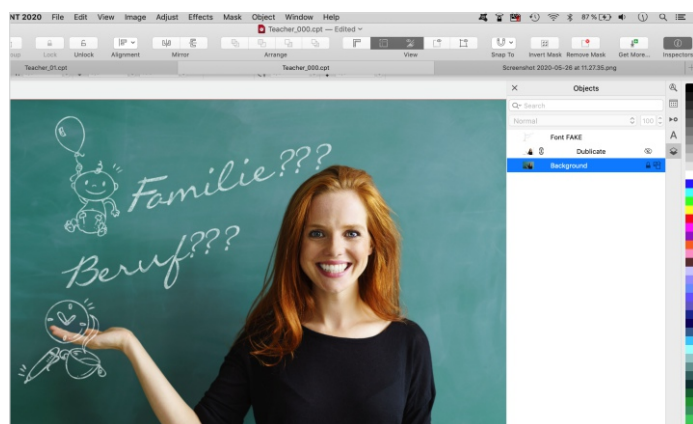 NT 2020 File Edit View Image Adjust Effects Mask Object Window Help 87 %
Teacher_000.cpt — Edited
Lock Unlock Alignment Mirror Arrange View Snap To Invert Mask Remove Mask Get More... Inspectors
Teacher_01.cpt Teacher_000.cpt Screenshot 2020-05-26 at 11.27.35.png
Objects
Search
Normal 100
Font FAKE
Dublicate
Background
Familie???
Beruf???